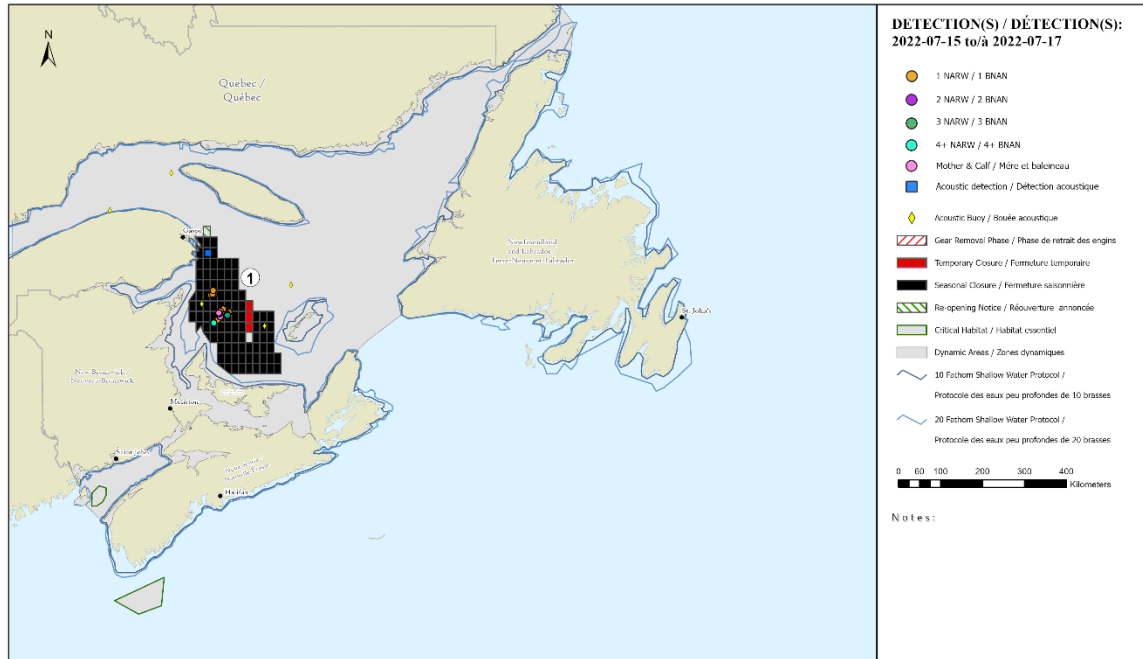 N
Quebec /
Québec
Gaspé
1
Newfoundland
and Labrador
Terre-Neuve-et-Labrador
St. John's
New Brunswick /
Nouveau-Brunswick
Moncton
Saint John
Nova Scotia /
Nouvelle-Écosse
Halifax
DETECTION(S) / DÉTECTION(S):
2022-07-15 to/à 2022-07-17
1 NARW / 1 BNAN
2 NARW / 2 BNAN
3 NARW / 3 BNAN
4+ NARW / 4+ BNAN
Mother & Calf / Mére et baleineau
Acoustic detection / Détection acoustique
Acoustic Buoy / Bouée acoustique
Gear Removal Phase / Phase de retrait des engins
Temporary Closure / Fermeture temporaire
Seasonal Closure / Fermeture saisonnière
Re-opening Notice / Réouverture annoncée
Critical Habitat / Habitat essentiel
Dynamic Areas / Zones dynamiques
10 Fathom Shallow Water Protocol /
Protocole des eaux peu profondes de 10 brasses
20 Fathom Shallow Water Protocol /
Protocole des eaux peu profondes de 20 brasses
0 50 100 200 300 400
Kilometers
Notes: